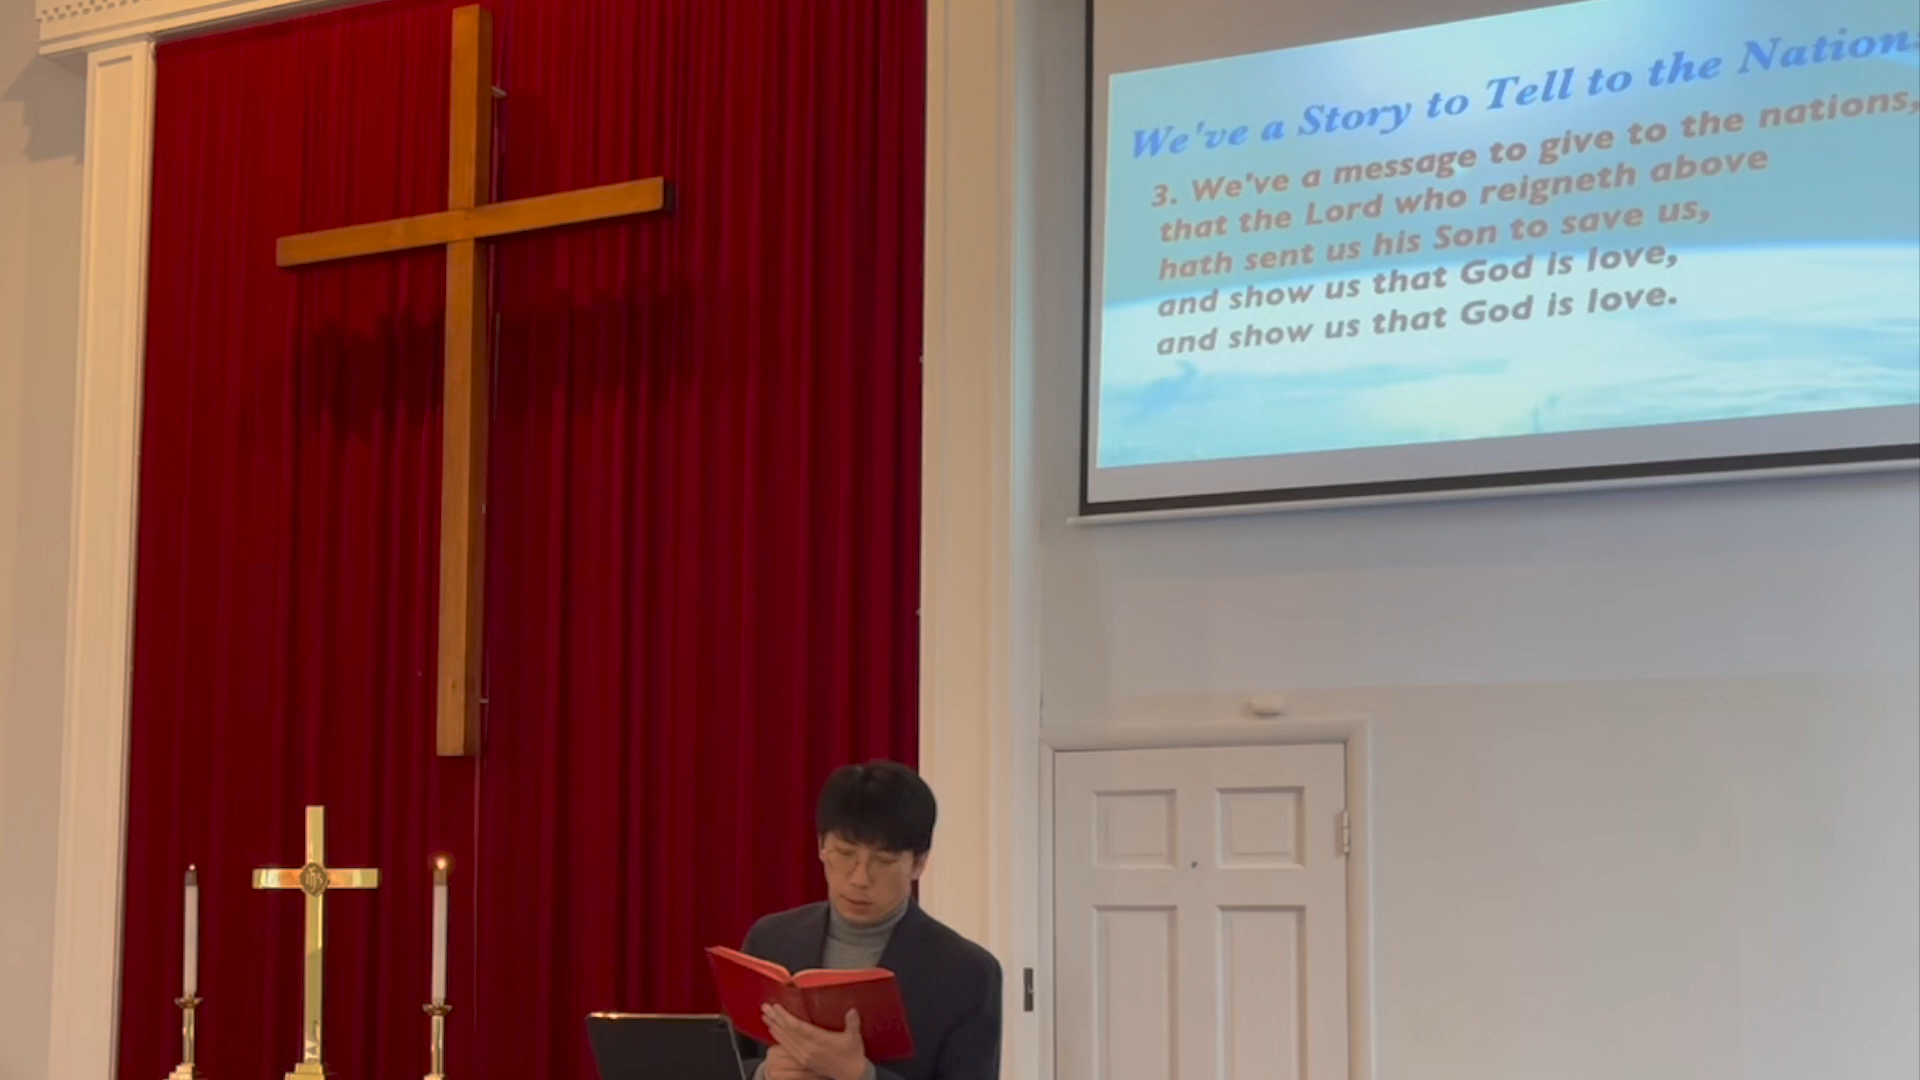 We've a Story to Tell to the Nation
3. We've a message to give to the nations,
that the Lord who reigneth above
hath sent us his Son to save us,
and show us that God is love,
and show us that God is love.
IHS